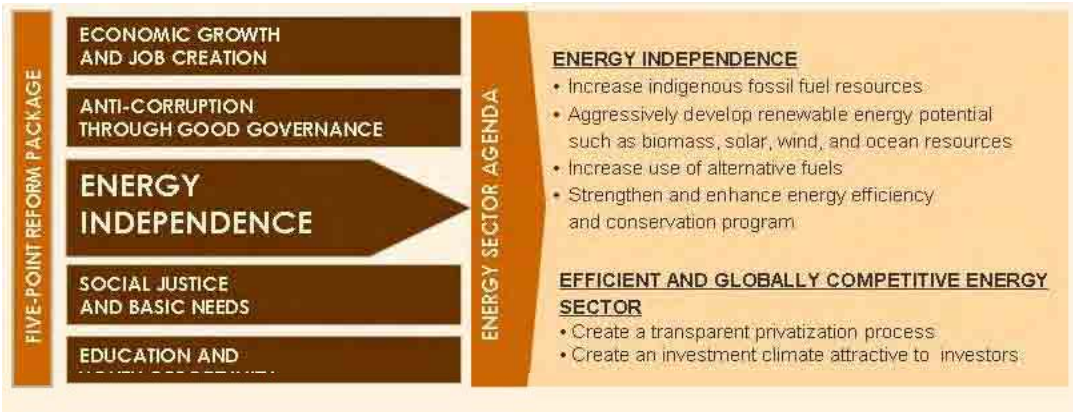 FIVE-POINT REFORM PACKAGE
ECONOMIC GROWTH
AND JOB CREATION
ANTI-CORRUPTION
THROUGH GOOD GOVERNANCE
ENERGY
INDEPENDENCE
SOCIAL JUSTICE
AND BASIC NEEDS
EDUCATION AND
ENERGY SECTOR AGENDA
ENERGY INDEPENDENCE
• Increase indigenous fossil fuel resources
• Aggressively develop renewable energy potential
such as biomass, solar, wind, and ocean resources
• Increase use of alternative fuels
• Strengthen and enhance energy efficiency
and conservation program
EFFICIENT AND GLOBALLY COMPETITIVE ENERGY
SECTOR
• Create a transparent privatization process
• Create an investment climate attractive to investors